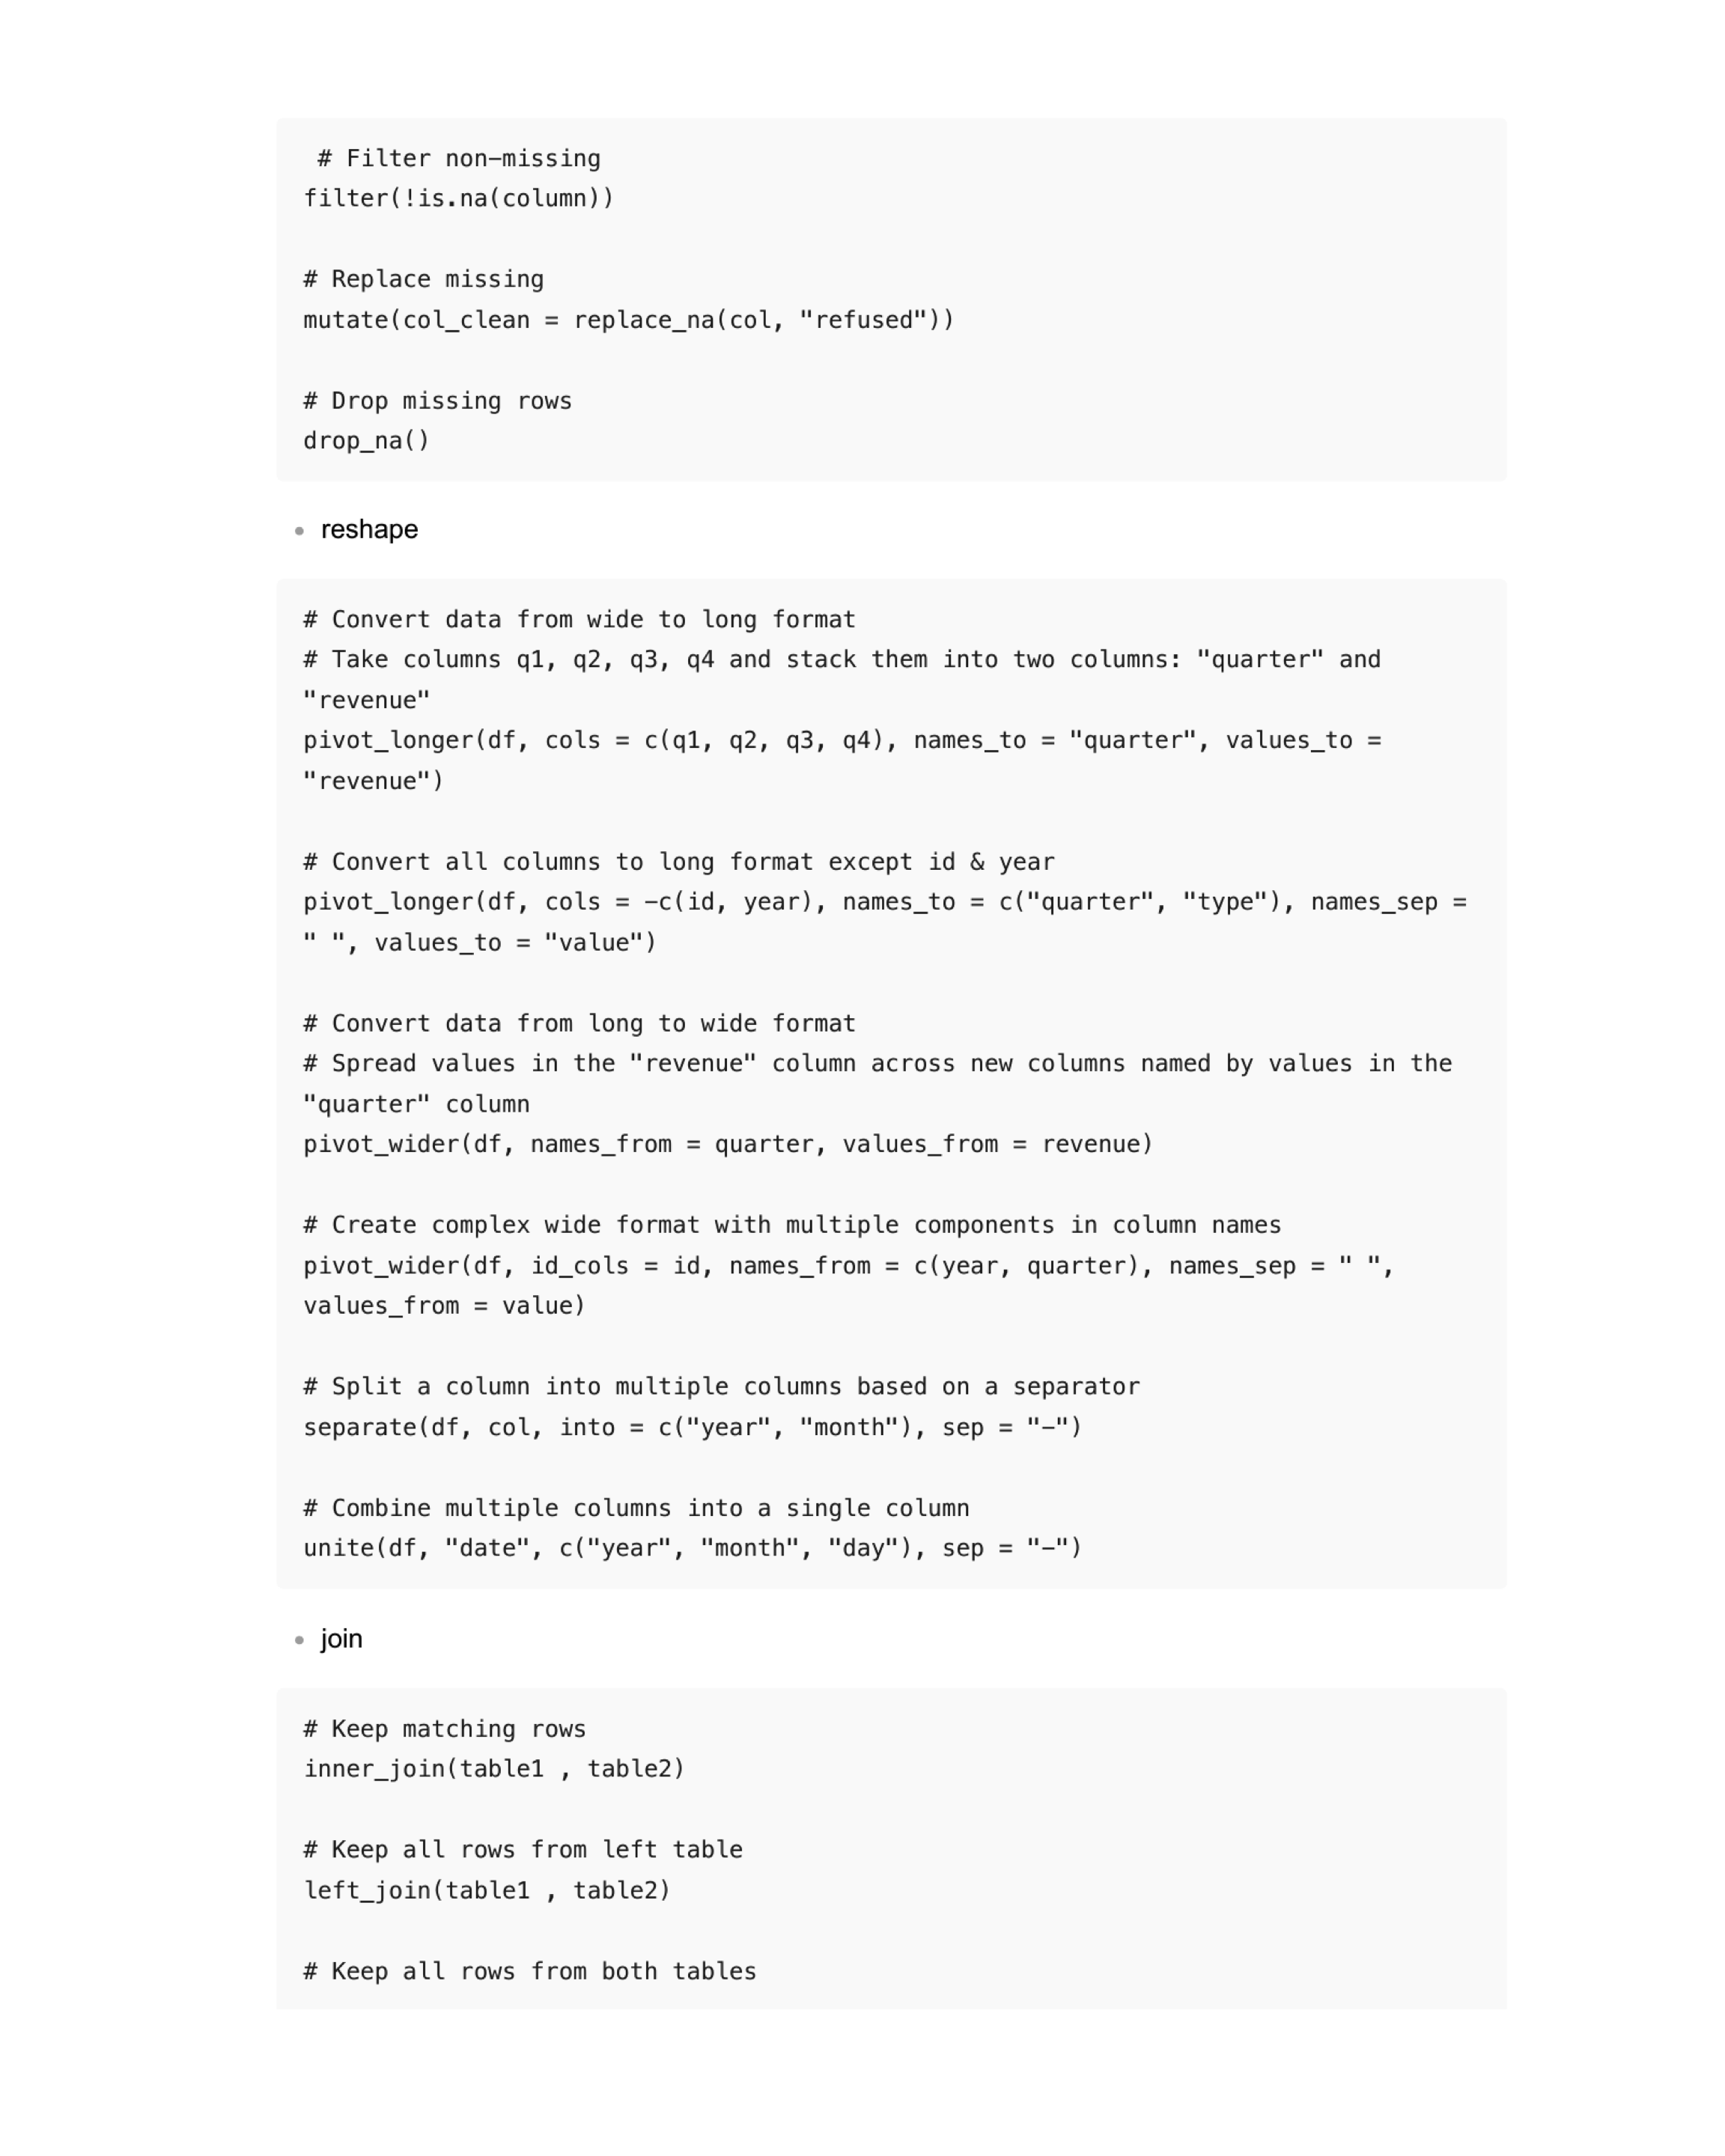 # Filter non-missing
filter(!is.na(column))
# Replace missing
mutate(col_clean = replace_na(col, "refused"))
# Drop missing rows
drop_na()
• reshape
# Convert data from wide to long format
# Take columns q1, q2, q3, q4 and stack them into two columns: "quarter" and
"revenue"
pivot_longer(df, cols = c(q1, q2, q3, q4), names_to = "quarter", values_to =
"revenue")
# Convert all columns to long format except id & year
pivot_longer(df, cols = -c(id, year), names_to = c("quarter", "type"), names_sep =
" ", values_to = "value")
# Convert data from long to wide format
# Spread values in the "revenue" column across new columns named by values in the
"quarter" column
pivot_wider(df, names_from = quarter, values_from = revenue)
# Create complex wide format with multiple components in column names
pivot_wider(df, id_cols = id, names_from = c(year, quarter), names_sep = " ",
values_from = value)
# Split a column into multiple columns based on a separator
separate(df, col, into = c("year", "month"), sep = "-")
# Combine multiple columns into a single column
unite(df, "date", c("year", "month", "day"), sep = "-")
• join
# Keep matching rows
inner_join(table1 , table2)
# Keep all rows from left table
left_join(table1 , table2)
# Keep all rows from both tables